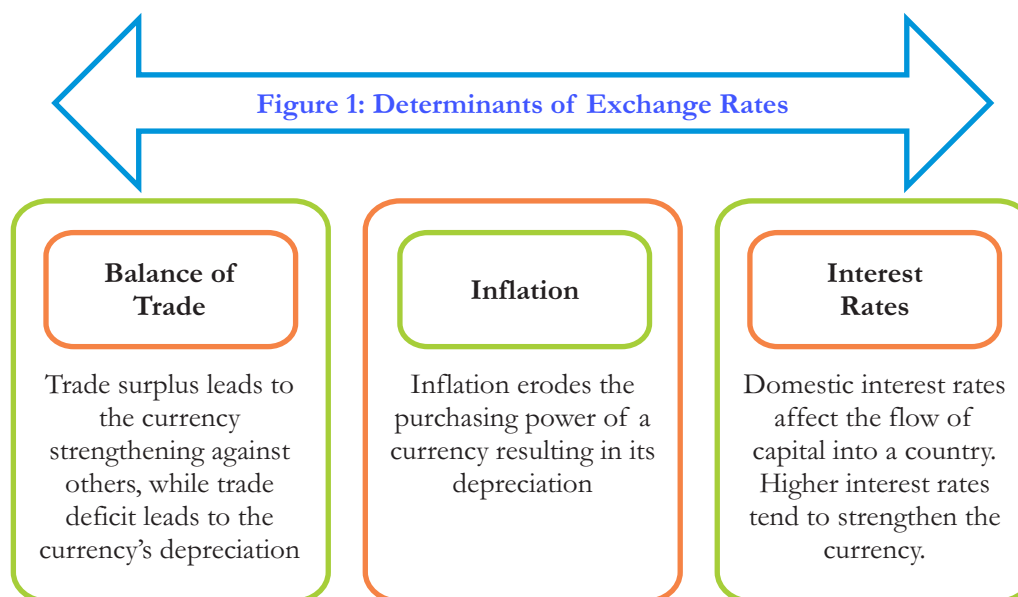 Figure 1: Determinants of Exchange Rates
Balance of
Trade
Trade surplus leads to
the currency
strengthening against
others, while trade
deficit leads to the
currency's depreciation
Inflation
Inflation erodes the
purchasing power of a
currency resulting in its
depreciation
Interest
Rates
Domestic interest rates
affect the flow of
capital into a country.
Higher interest rates
tend to strengthen the
currency.